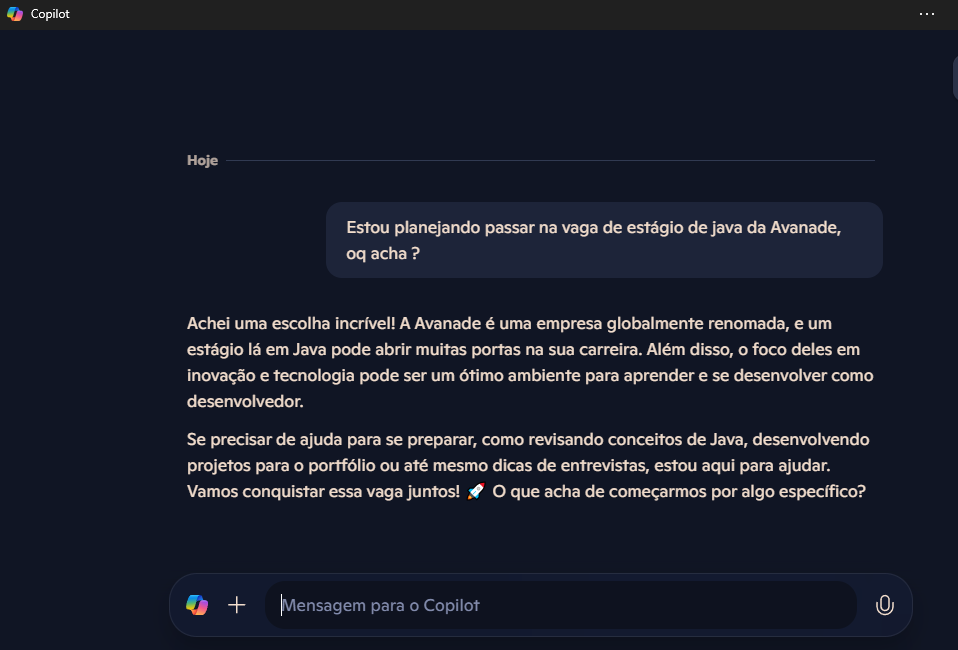 Copilot
Hoje
Estou planejando passar na vaga de estágio de java da Avanade,
oq acha ?
Achei uma escolha incrível! A Avanade é uma empresa globalmente renomada, e um
estágio lá em Java pode abrir muitas portas na sua carreira. Além disso, o foco deles em
inovação e tecnologia pode ser um ótimo ambiente para aprender e se desenvolver como
desenvolvedor.
Se precisar de ajuda para se preparar, como revisando conceitos de Java, desenvolvendo
projetos para o portfólio ou até mesmo dicas de entrevistas, estou aqui para ajudar.
Vamos conquistar essa vaga juntos! 🚀 O que acha de começarmos por algo específico?
Mensagem para o Copilot